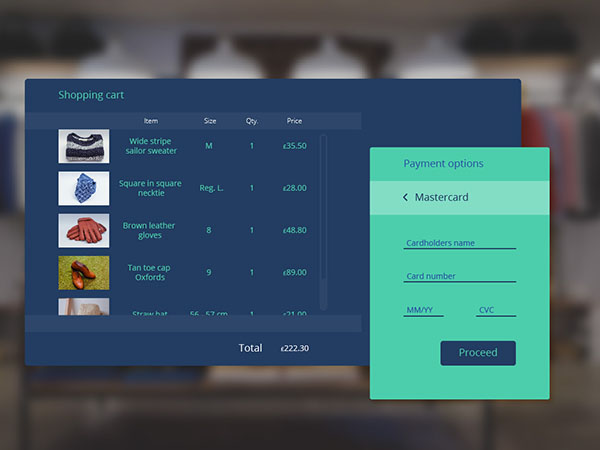 Shopping cart
Item Size Qty. Price
Wide stripe
sailor sweater M 1 £35.50
Square in square
necktie Reg. L. 1 £28.00
Brown leather
gloves 8 1 £48.80
Tan toe cap
Oxfords 9 1 £89.00
Straw hat 56 - 57 cm 1 £21.00
Total £222.30
Payment options
< Mastercard
Cardholders name
Card number
MM/YY CVC
Proceed